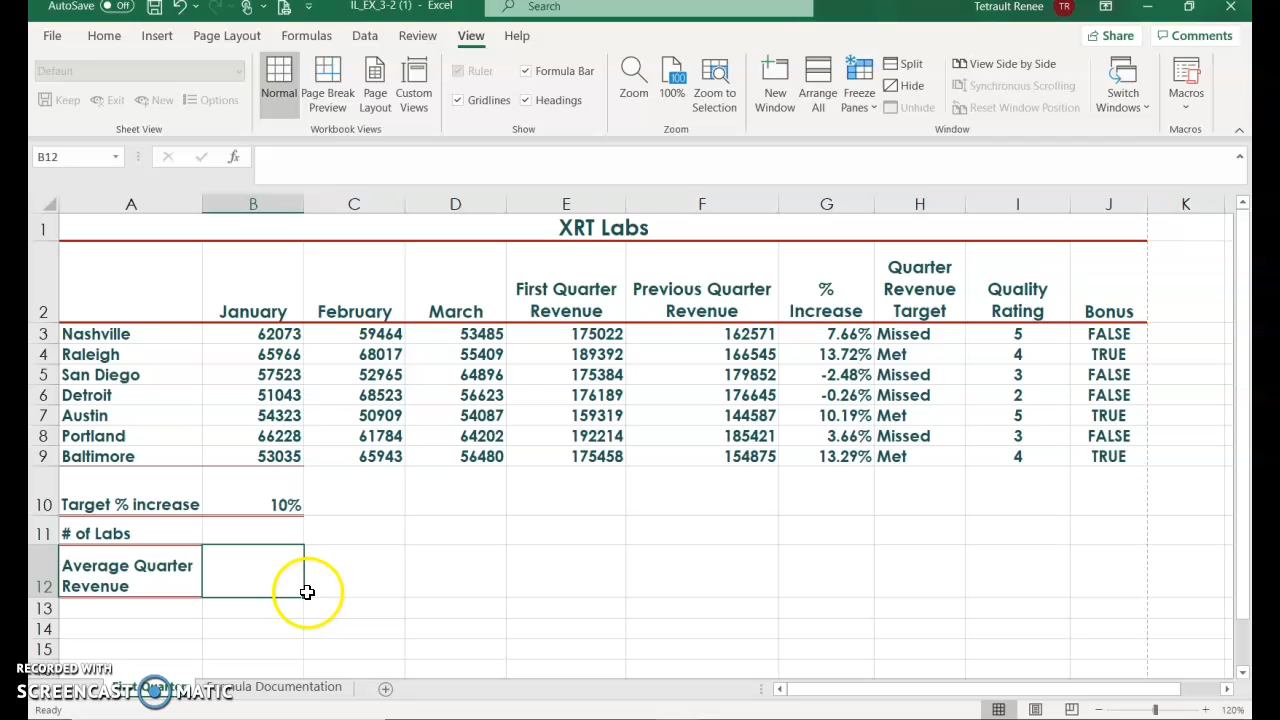 AutoSave Off IL_EX_3-2 (1) - Excel Search Tetrault Renee TR
File Home Insert Page Layout Formulas Data Review View Help Share Comments
Default
Keep Exit New Options
Sheet View
Normal Page Break Preview Page Layout Custom Views
Workbook Views
Ruler Formula Bar
Gridlines Headings
Show
Zoom 100% Zoom to Selection
Zoom
New Window Arrange All Freeze Panes
Split
Hide
Unhide
View Side by Side
Synchronous Scrolling
Reset Window Position
Switch Windows
Window
Macros
Macros
B12 fx
A B C D E F G H I J K
1 XRT Labs
2 January February March First Quarter Revenue Previous Quarter Revenue % Increase Quarter Revenue Target Quality Rating Bonus
3 Nashville 62073 59464 53485 175022 162571 7.66% Missed 5 FALSE
4 Raleigh 65966 68017 55409 189392 166545 13.72% Met 4 TRUE
5 San Diego 57523 52965 64896 175384 179852 -2.48% Missed 3 FALSE
6 Detroit 51043 68523 56623 176189 176645 -0.26% Missed 2 FALSE
7 Austin 54323 50909 54087 159319 144587 10.19% Met 5 TRUE
8 Portland 66228 61784 64202 192214 185421 3.66% Missed 3 FALSE
9 Baltimore 53035 65943 56480 175458 154875 13.29% Met 4 TRUE
10 Target % increase 10%
11 # of Labs
12 Average Quarter Revenue
13
14
15
RECORDED WITH
SCREENCAST MATIC
Formula Documentation
Ready 120%